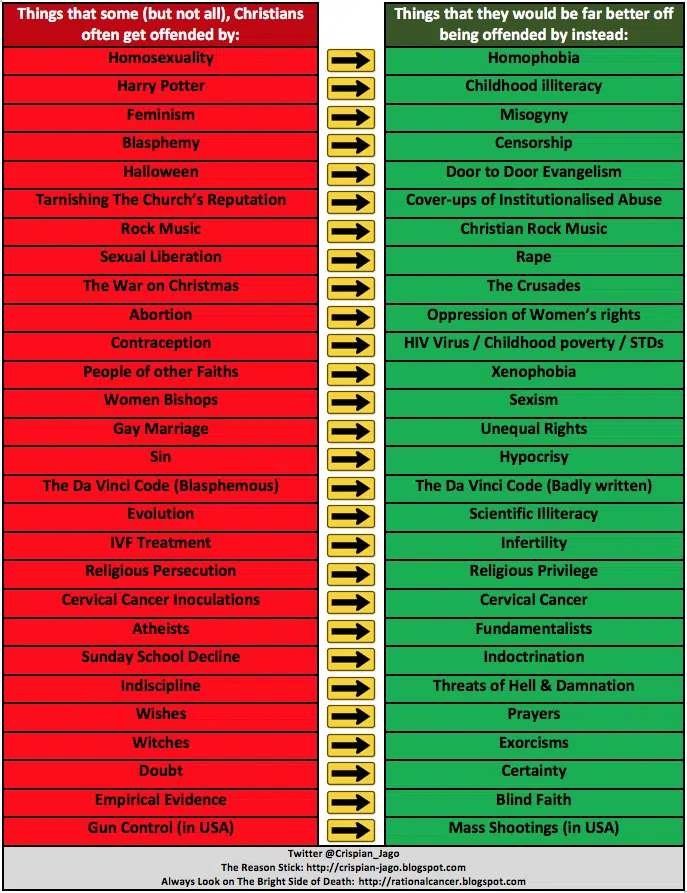 Things that some (but not all), Christians
often get offended by:
Things that they would be far better off
being offended by instead:
Homosexuality
Homophobia
Harry Potter
Childhood illiteracy
Feminism
Misogyny
Blasphemy
Censorship
Halloween
Door to Door Evangelism
Tarnishing The Church's Reputation
Cover-ups of Institutionalised Abuse
Rock Music
Christian Rock Music
Sexual Liberation
Rape
The War on Christmas
The Crusades
Abortion
Oppression of Women's rights
Contraception
HIV Virus / Childhood poverty / STDs
People of other Faiths
Xenophobia
Women Bishops
Sexism
Gay Marriage
Unequal Rights
Sin
Hypocrisy
The Da Vinci Code (Blasphemous)
The Da Vinci Code (Badly written)
Evolution
Scientific Illiteracy
IVF Treatment
Infertility
Religious Persecution
Religious Privilege
Cervical Cancer Inoculations
Cervical Cancer
Atheists
Fundamentalists
Sunday School Decline
Indoctrination
Indiscipline
Threats of Hell & Damnation
Wishes
Prayers
Witches
Exorcisms
Doubt
Certainty
Empirical Evidence
Blind Faith
Gun Control (in USA)
Mass Shootings (in USA)
Twitter @Crispian_Jago
The Reason Stick: http://crispian-jago.blogspot.com
Always Look on The Bright Side of Death: http://rationalcancer.blogspot.com